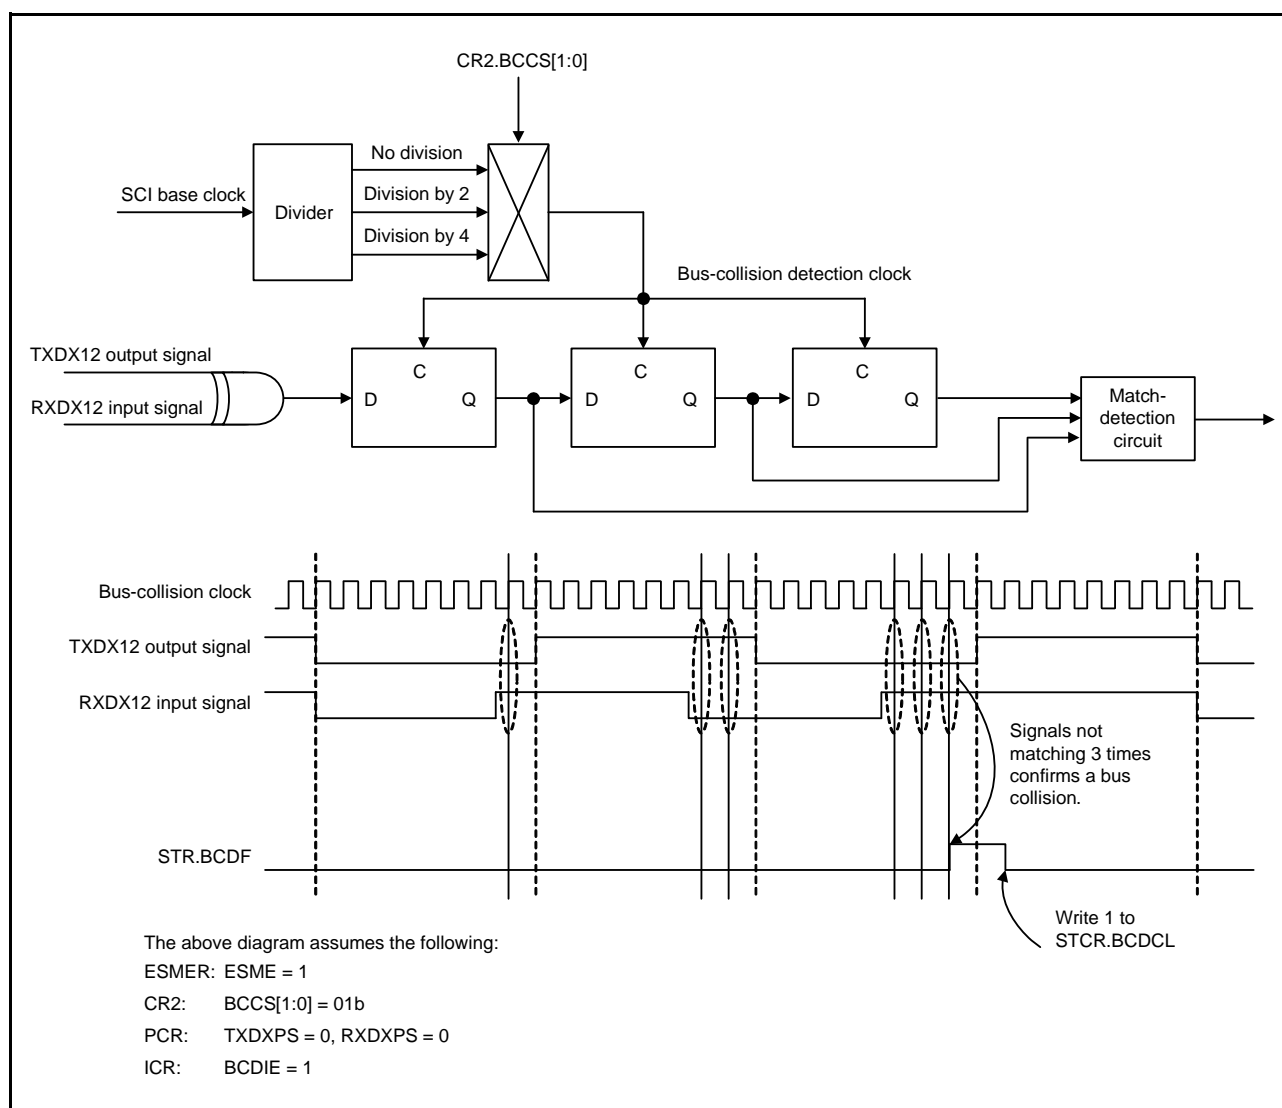 CR2.BCCS[1:0]
No division
SCI base clock
Divider
Division by 2
Division by 4
Bus-collision detection clock
TXDX12 output signal
RXDX12 input signal
C
D
Q
C
D
Q
C
D
Q
Match-
detection
circuit
Bus-collision clock
TXDX12 output signal
RXDX12 input signal
Signals not
matching 3 times
confirms a bus
collision.
STR.BCDF
Write 1 to
STCR.BCDCL
The above diagram assumes the following:
ESMER: ESME = 1
CR2: BCCS[1:0] = 01b
PCR: TXDXPS = 0, RXDXPS = 0
ICR: BCDIE = 1